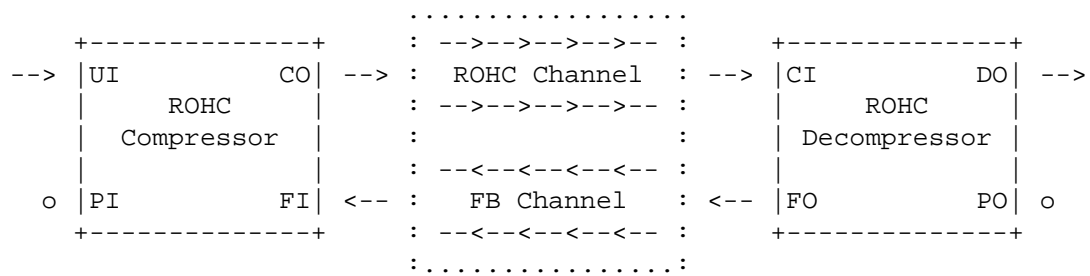 ..................
+--------------+ : -->-->-->-->-- : +--------------+
--> |UI CO| --> : ROHC Channel : --> |CI DO| -->
| ROHC | : -->-->-->-->-- : | ROHC |
| Compressor | : : | Decompressor |
| | : --<--<--<--<-- : | |
o |PI FI| <-- : FB Channel : <-- |FO PO| o
+--------------+ : --<--<--<--<-- : +--------------+
:................: